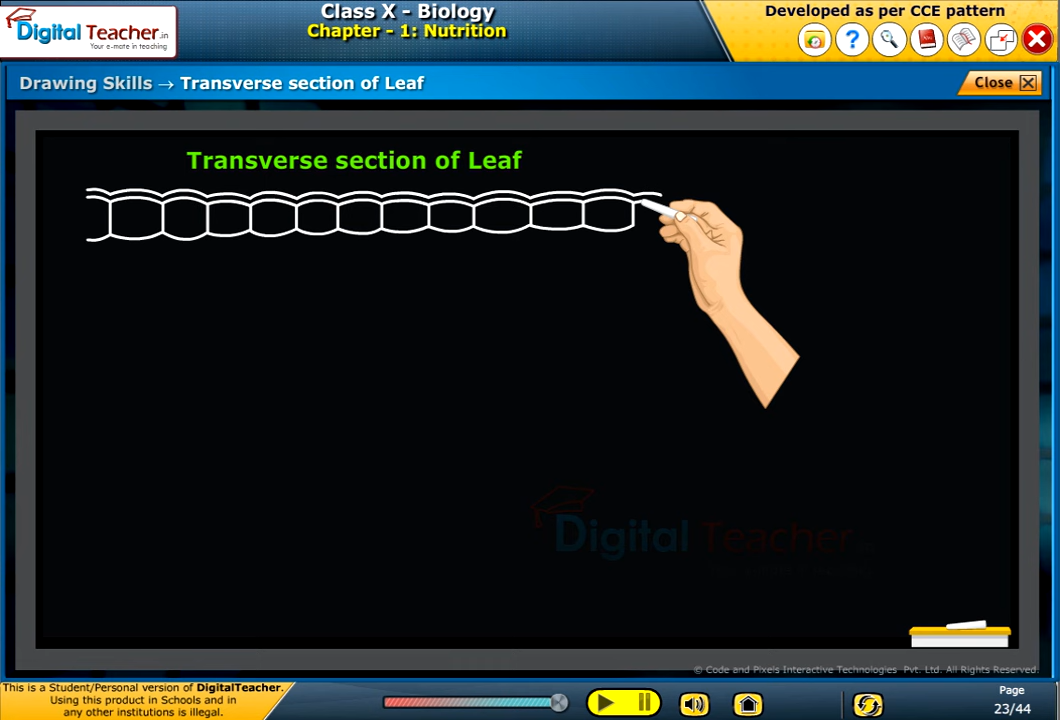 Digital Teacher.in
Your e-mate in teaching
Class X - Biology
Chapter - 1: Nutrition
Developed as per CCE pattern
Drawing Skills → Transverse section of Leaf
Close
Transverse section of Leaf
Digital Teacher
© Code and Pixels Interactive Technologies Pvt. Ltd. All Rights Reserved.
This is a Student/Personal version of DigitalTeacher.
Using this product in Schools and in
any other institutions is illegal.
Page
23/44